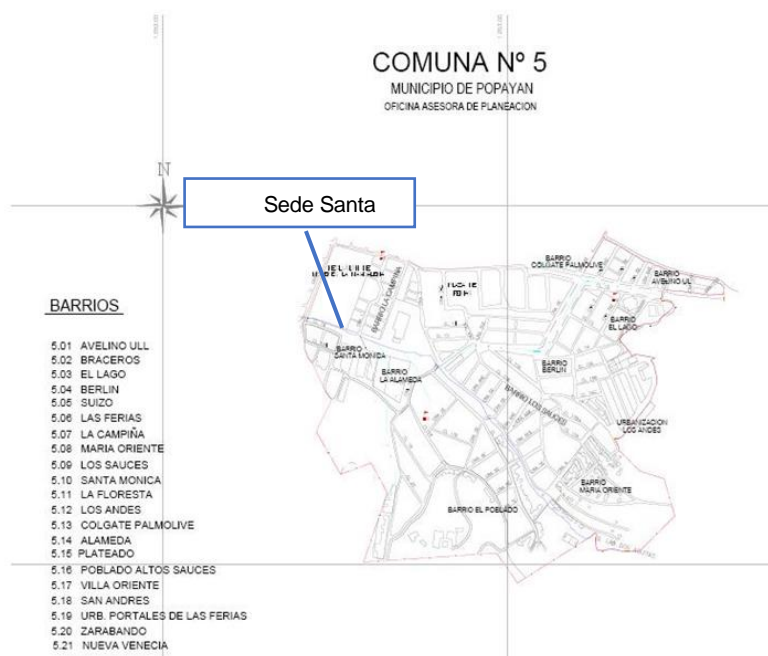 COMUNA Nº 5
MUNICIPIO DE POPAYAN
OFICINA ASESORA DE PLANEACION
N
Sede Santa
BARRIO
COLGATE PALMOLIVE
BARRIO
AVELINO UL
BARRIO LA CAMPIÑA
BARRIO
EL LAGO
BARRIO
SANTA MONICA
BARRIO
LA ALAMEDA
BARRIO
BERLIN
BARRIO LOS SAUCES
URBANIZACION
LOS ANDES
BARRIO
MARIA ORIENTE
BARRIO EL POBLADO
BARRIOS
5.01 AVELINO ULL
5.02 BRACEROS
5.03 EL LAGO
5.04 BERLIN
5.05 SUIZO
5.06 LAS FERIAS
5.07 LA CAMPIÑA
5.08 MARIA ORIENTE
5.09 LOS SAUCES
5.10 SANTA MONICA
5.11 LA FLORESTA
5.12 LOS ANDES
5.13 COLGATE PALMOLIVE
5.14 ALAMEDA
5.15 PLATEADO
5.16 POBLADO ALTOS SAUCES
5.17 VILLA ORIENTE
5.18 SAN ANDRES
5.19 URB. PORTALES DE LAS FERIAS
5.20 ZARABANDO
5.21 NUEVA VENECIA